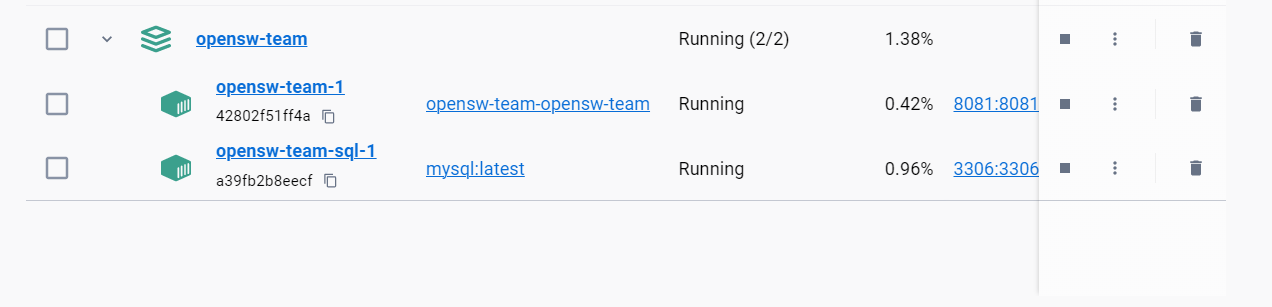 opensw-team Running (2/2) 1.38%
opensw-team-1
42802f51ff4a opensw-team-opensw-team Running 0.42% 8081:8081
opensw-team-sql-1
a39fb2b8eecf mysql:latest Running 0.96% 3306:3306